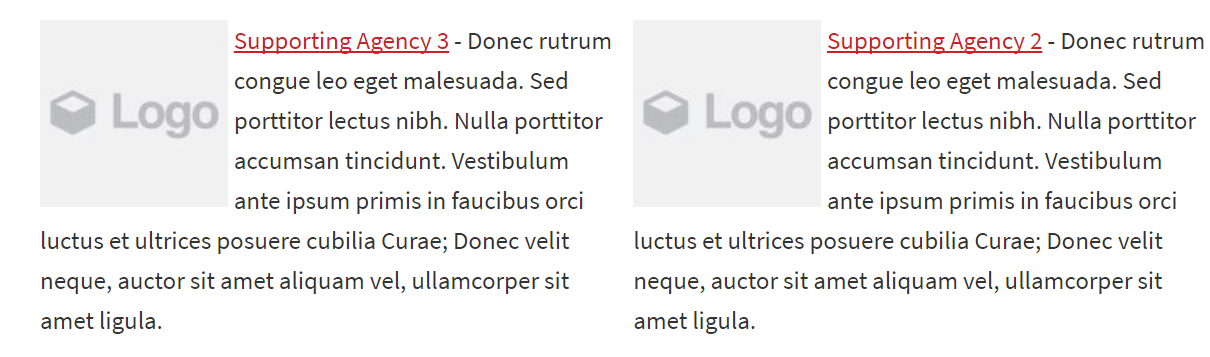 Logo
Supporting Agency 3 - Donec rutrum
congue leo eget malesuada. Sed
porttitor lectus nibh. Nulla porttitor
accumsan tincidunt. Vestibulum
ante ipsum primis in faucibus orci
luctus et ultrices posuere cubilia Curae; Donec velit
neque, auctor sit amet aliquam vel, ullamcorper sit
amet ligula.
Logo
Supporting Agency 2 - Donec rutrum
congue leo eget malesuada. Sed
porttitor lectus nibh. Nulla porttitor
accumsan tincidunt. Vestibulum
ante ipsum primis in faucibus orci
luctus et ultrices posuere cubilia Curae; Donec velit
neque, auctor sit amet aliquam vel, ullamcorper sit
amet ligula.